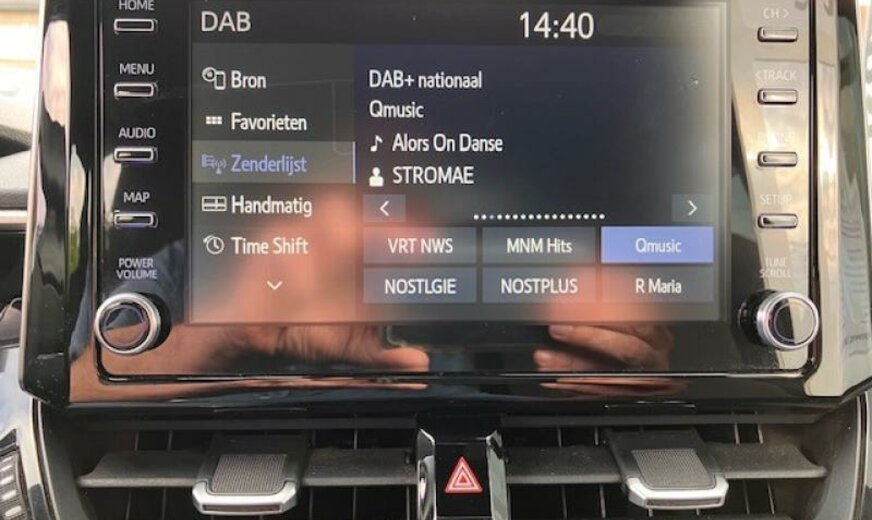 HOME
MENU
AUDIO
MAP
POWER
VOLUME
DAB
14:40
Bron
Favorieten
Zenderlijst
Handmatig
Time Shift
DAB+ nationaal
Qmusic
Alors On Danse
STROMAE
VRT NWS
MNM Hits
Qmusic
NOSTLGIE
NOSTPLUS
R Maria
CH >
< TRACK
SETUP
TUNE
SCROLL